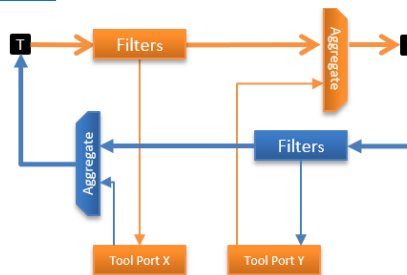 T
Filters
Aggregate
Aggregate
Filters
Tool Port X
Tool Port Y